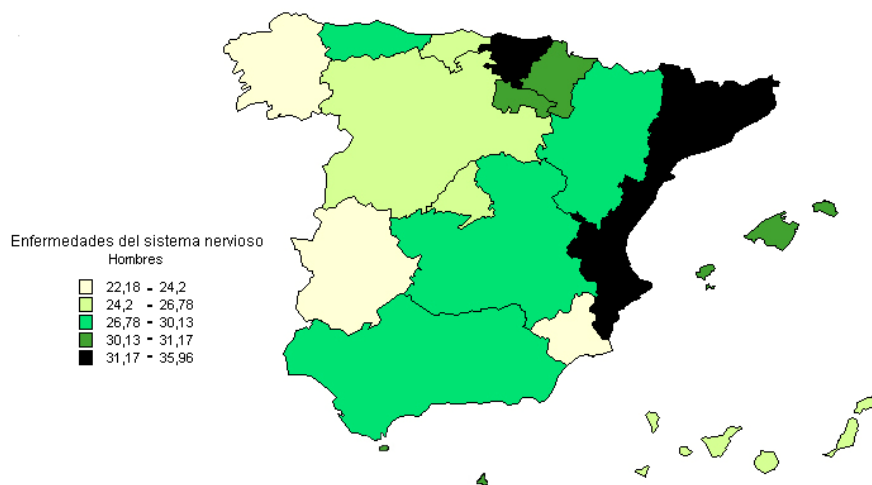 Enfermedades del sistema nervioso
Hombres
22,18 - 24,2
24,2 - 26,78
26,78 - 30,13
30,13 - 31,17
31,17 - 35,96